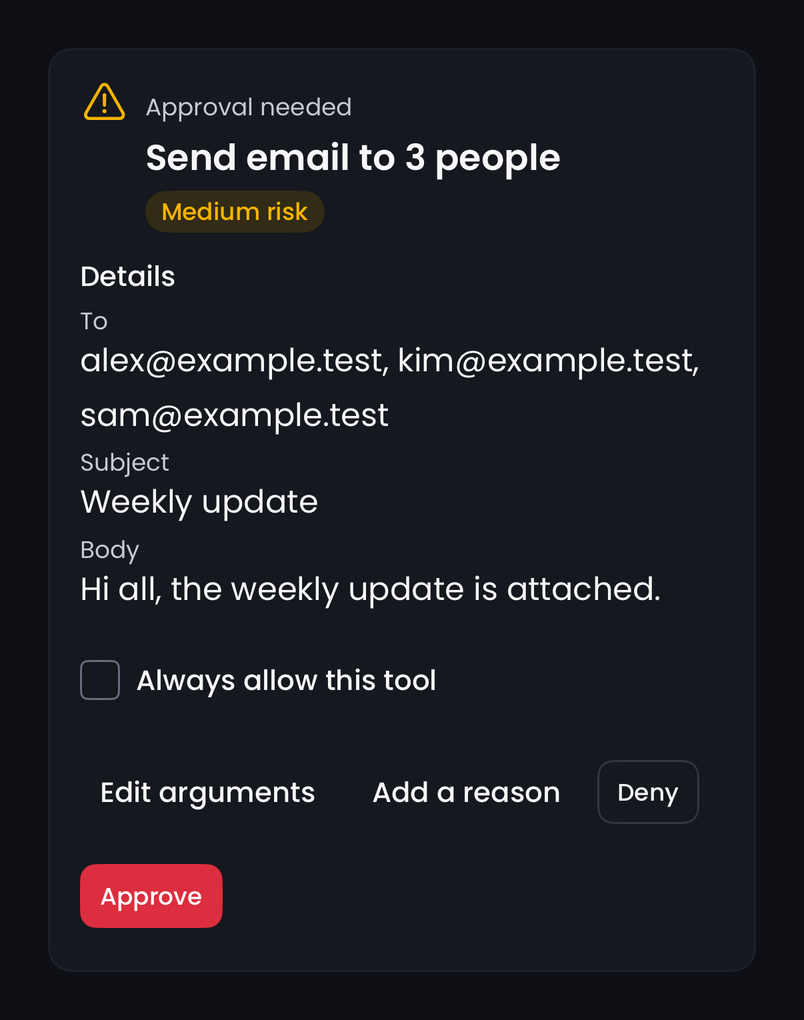 Approval needed
Send email to 3 people
Medium risk
Details
To
alex@example.test, kim@example.test,
sam@example.test
Subject
Weekly update
Body
Hi all, the weekly update is attached.
Always allow this tool
Edit arguments
Add a reason
Deny
Approve